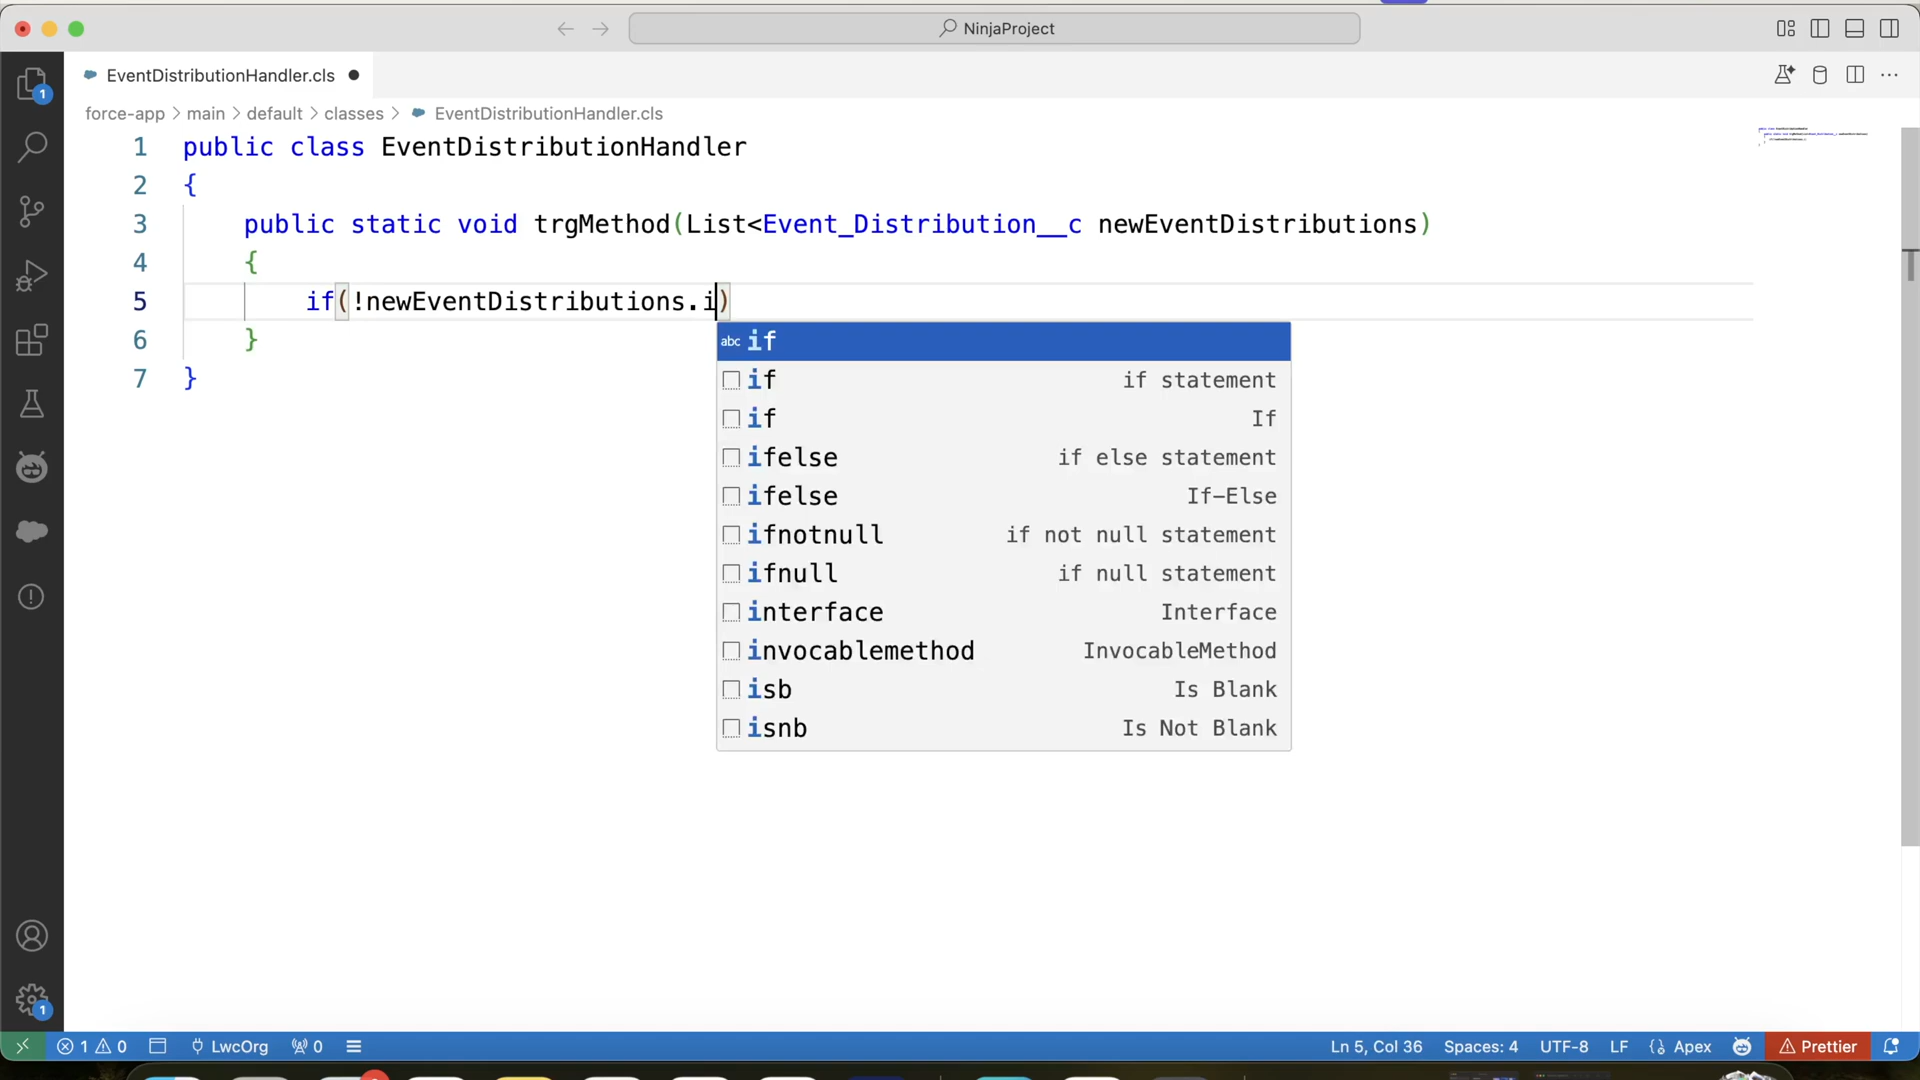 NinjaProject
EventDistributionHandler.cls
force-app > main > default > classes > EventDistributionHandler.cls
1 public class EventDistributionHandler
2 {
3 public static void trgMethod(List<Event_Distribution__c newEventDistributions)
4 {
5 if(!newEventDistributions.i)
6 }
7 }
abc if
if if statement
if If
ifelse if else statement
ifelse If-Else
ifnotnull if not null statement
ifnull if null statement
interface Interface
invocablemethod InvocableMethod
isb Is Blank
isnb Is Not Blank
1
1
1 0 LwcOrg 0 Ln 5, Col 36 Spaces: 4 UTF-8 LF Apex Prettier